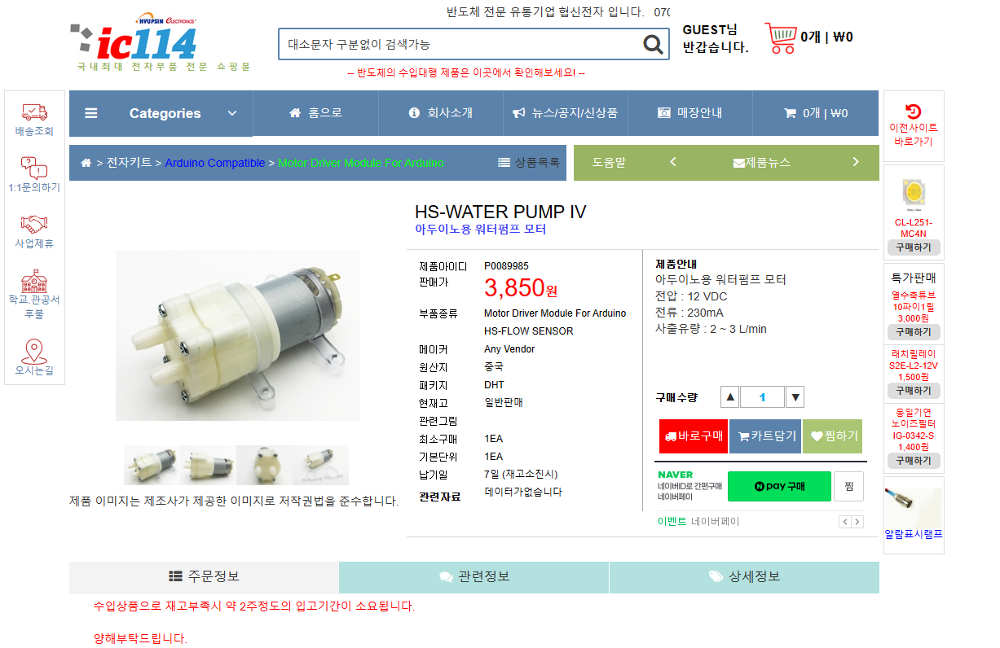 반도체 전문 유통기업 협신전자 입니다. 070
HYUPSIN ELECTRONICS
ic114
국내최대 전자부품 전문 쇼핑몰
대소문자 구분없이 검색가능
GUEST님
반갑습니다.
0개 | ₩0
-- 반도체의 수입대행 제품은 이곳에서 확인해보세요! --
Categories
홈으로
회사소개
뉴스/공지/신상품
매장안내
0개 | ₩0
배송조회
1:1문의하기
사업제휴
학교.관공서
후불
오시는길
> 전자키트 > Arduino Compatible > Motor Driver Module For Arduino
상품목록
도움말
제품뉴스
HS-WATER PUMP IV
아두이노용 워터펌프 모터
제품아이디 P0089985
판매가 3,850원
부품종류 Motor Driver Module For Arduino
HS-FLOW SENSOR
메이커 Any Vendor
원산지 중국
패키지 DHT
현재고 일반판매
관련그림
최소구매 1EA
기본단위 1EA
납기일 7일 (재고소진시)
관련자료 데이터가없습니다
제품 이미지는 제조사가 제공한 이미지로 저작권법을 준수합니다.
제품안내
아두이노용 워터펌프 모터
전압 : 12 VDC
전류 : 230mA
사출유량 : 2 ~ 3 L/min
구매수량 ▲ 1 ▼
바로구매
카트담기
찜하기
NAVER
네이버ID로 간편구매
네이버페이
N pay 구매
찜
이벤트 네이버페이
이전사이트
바로가기
CL-L251-
MC4N
구매하기
특가판매
열수축튜브
10파이1릴
3,000원
구매하기
래치릴레이
S2E-L2-12V
1,500원
구매하기
동일기연
노이즈필터
IG-0342-S
1,400원
구매하기
알람표시램프
주문정보
관련정보
상세정보
수입상품으로 재고부족시 약 2주정도의 입고기간이 소요됩니다.
양해부탁드립니다.